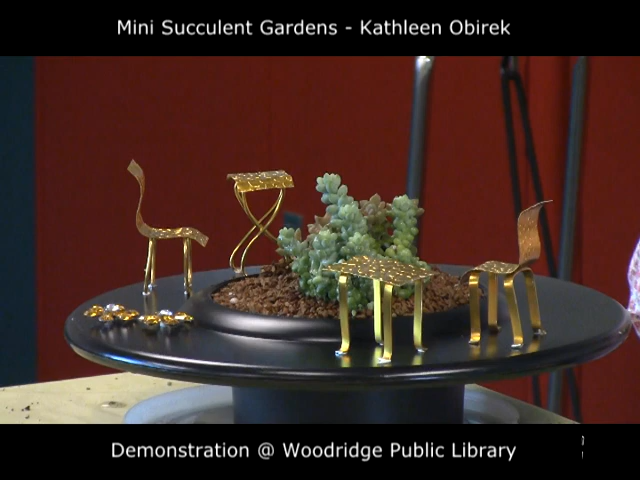 Mini Succulent Gardens - Kathleen Obirek
Demonstration @ Woodridge Public Library